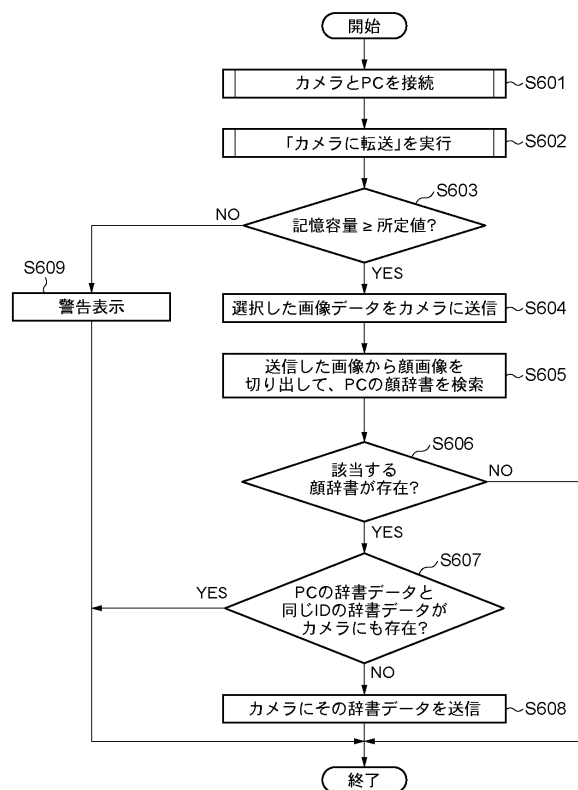 開始
カメラとPCを接続
S601
「カメラに転送」を実行
S602
S603
記憶容量 ≥ 所定値?
NO
YES
S609
警告表示
選択した画像データをカメラに送信
S604
送信した画像から顔画像を
切り出して、PCの顔辞書を検索
S605
S606
該当する
顔辞書が存在?
NO
YES
S607
PCの辞書データと
同じIDの辞書データが
カメラにも存在?
YES
NO
カメラにその辞書データを送信
S608
終了